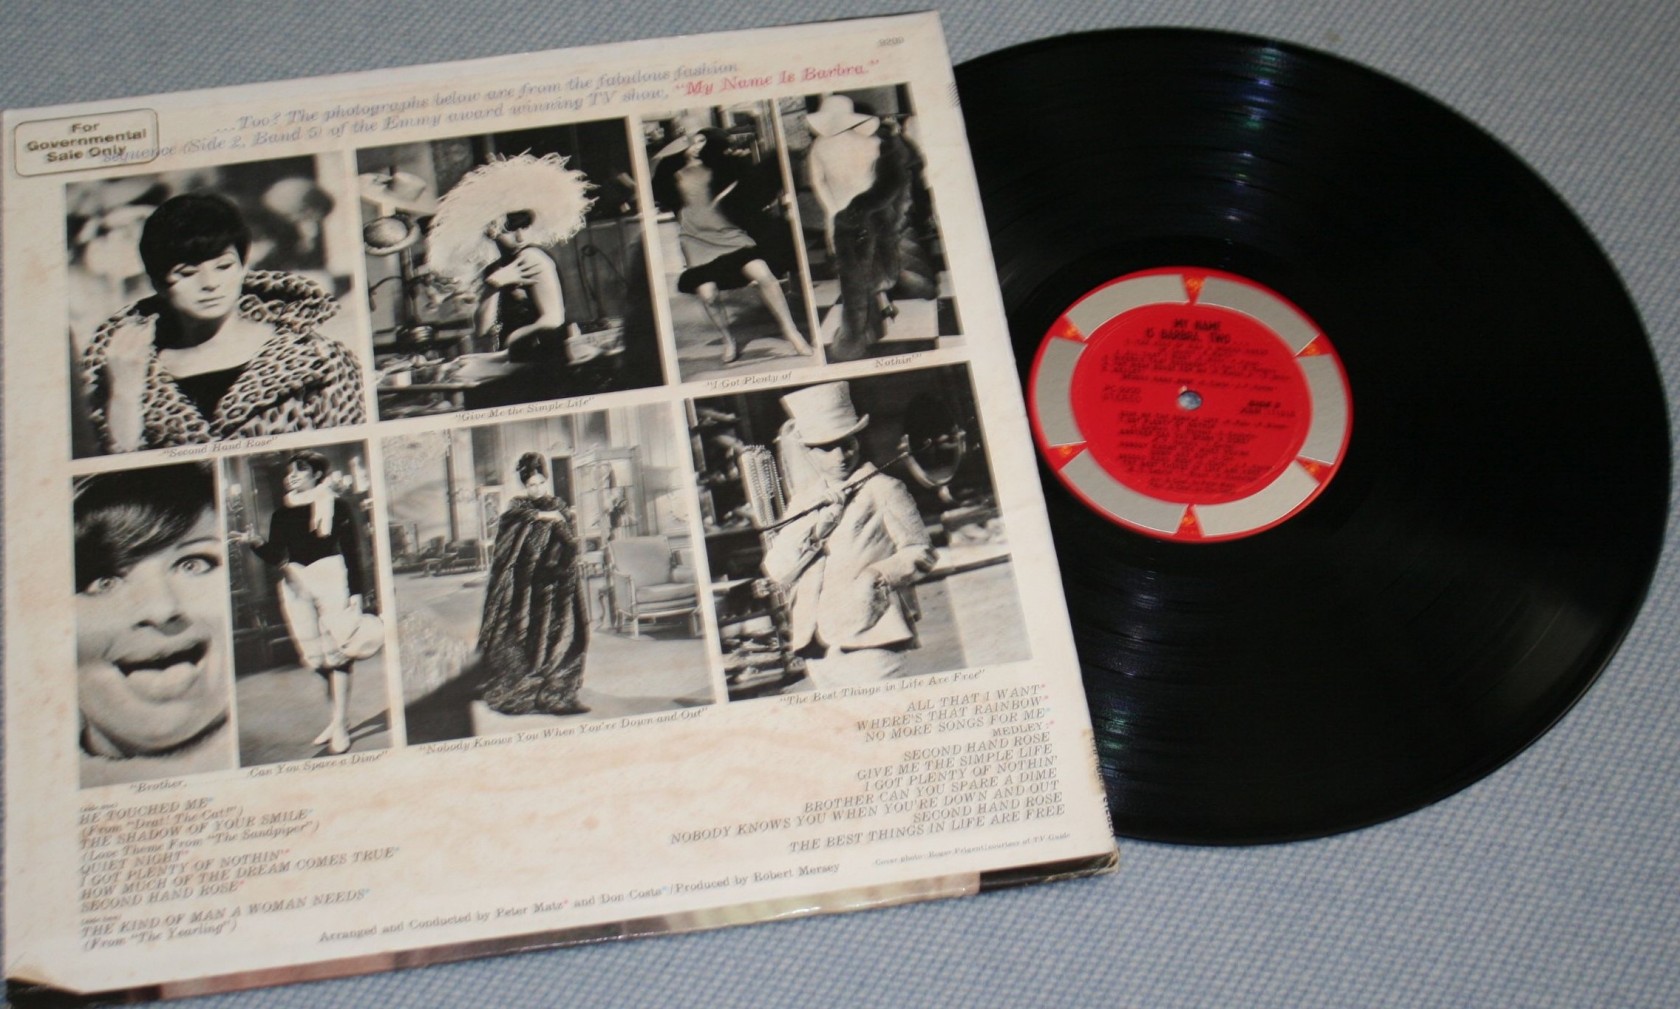 9209
For
Governmental
Sale Only
...Too? The photographs below are from the fabulous fashion
sequence (Side 2, Band 5) of the Emmy award winning TV show, "My Name Is Barbra."
"Second Hand Rose"
"Give Me the Simple Life"
"I Got Plenty of
Nothin'"
"Brother,
Can You Spare a Dime"
"Nobody Knows You When You're Down and Out"
"The Best Things in Life Are Free"
HE TOUCHED ME
(From "Drat! The Cat!")
THE SHADOW OF YOUR SMILE
(Love Theme From "The Sandpiper")
QUIET NIGHT
I GOT PLENTY OF NOTHIN'
HOW MUCH OF THE DREAM COMES TRUE
SECOND HAND ROSE
THE KIND OF MAN A WOMAN NEEDS
(From "The Yearling")
ALL THAT I WANT
WHERE'S THAT RAINBOW
NO MORE SONGS FOR ME
MEDLEY:
SECOND HAND ROSE
GIVE ME THE SIMPLE LIFE
I GOT PLENTY OF NOTHIN'
BROTHER CAN YOU SPARE A DIME
NOBODY KNOWS YOU WHEN YOU'RE DOWN AND OUT
SECOND HAND ROSE
THE BEST THINGS IN LIFE ARE FREE
Arranged and Conducted by Peter Matz* and Don Costa°/Produced by Robert Mersey
MY NAME
IS BARBRA, TWO